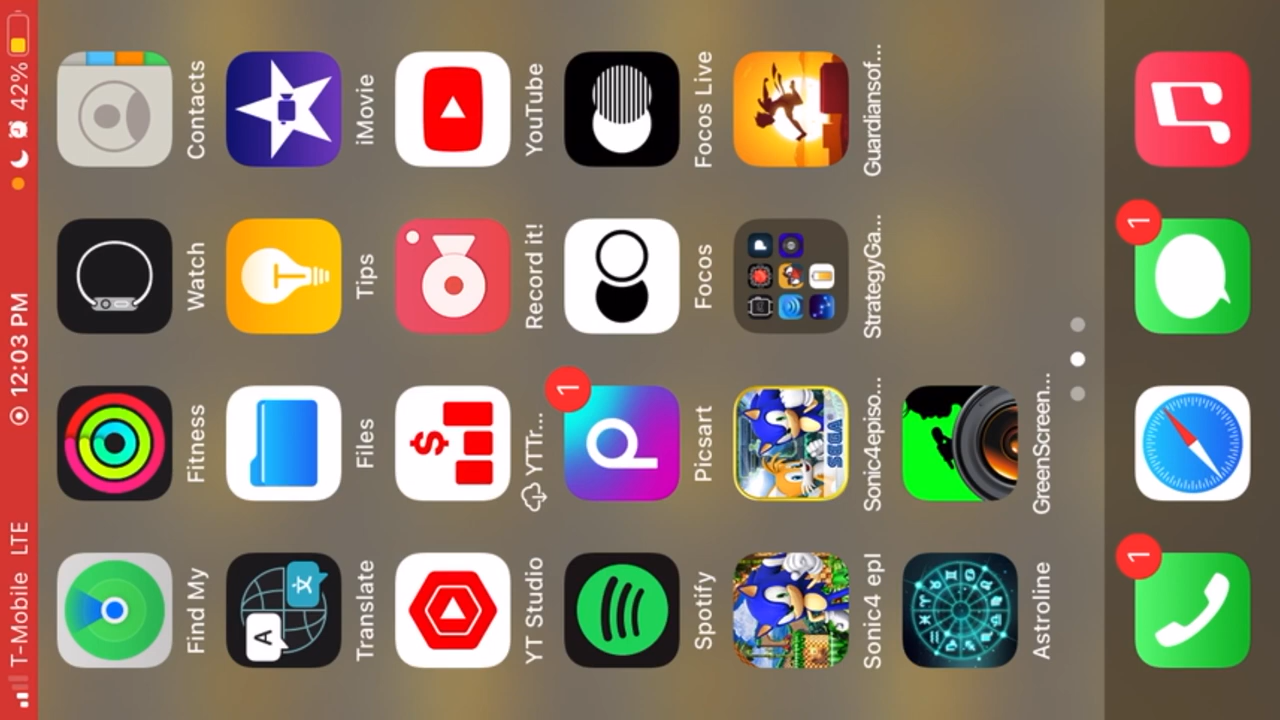 T-Mobile LTE 12:03 PM 42%
Find My Fitness Watch Contacts
Translate Files Tips iMovie
YT Studio YTTr... Record it! YouTube
1
Spotify Picsart Focos Focos Live
Sonic4 epI Sonic4episo... StrategyGa... Guardiansof...
Astroline GreenScreen...
1
1